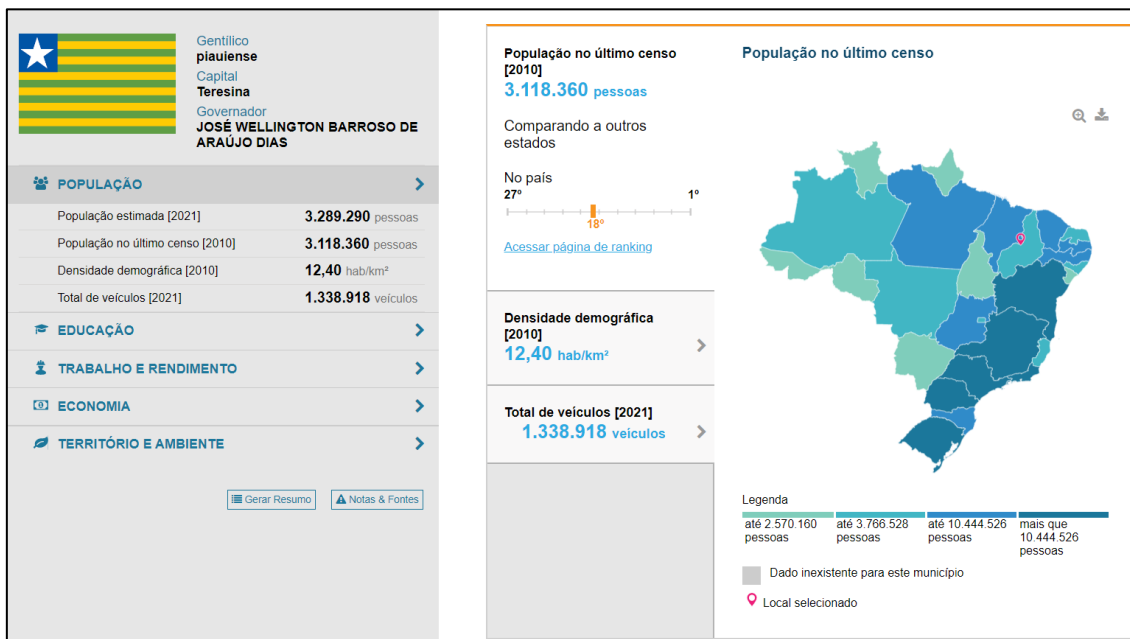 Gentílico
piauiense
Capital
Teresina
Governador
JOSÉ WELLINGTON BARROSO DE
ARAÚJO DIAS
POPULAÇÃO
População estimada [2021] 3.289.290 pessoas
População no último censo [2010] 3.118.360 pessoas
Densidade demográfica [2010] 12,40 hab/km²
Total de veículos [2021] 1.338.918 veículos
EDUCAÇÃO
TRABALHO E RENDIMENTO
ECONOMIA
TERRITÓRIO E AMBIENTE
Gerar Resumo Notas & Fontes
População no último censo
[2010]
3.118.360 pessoas
Comparando a outros
estados
No país
27º 1º
18º
Acessar página de ranking
Densidade demográfica
[2010]
12,40 hab/km²
Total de veiculos [2021]
1.338.918 veiculos
População no último censo
Legenda
até 2.570.160
pessoas
até 3.766.528
pessoas
até 10.444.526
pessoas
mais que
10.444.526
pessoas
Dado inexistente para este município
Local selecionado